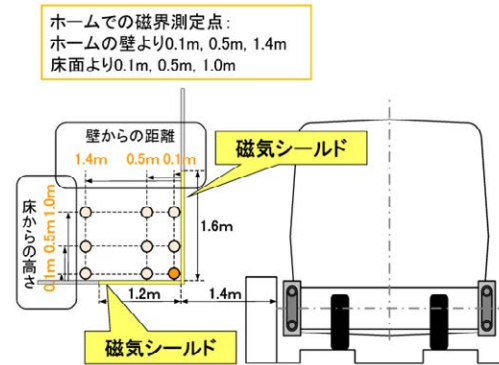 ホームでの磁界測定点:
ホームの壁より0.1m, 0.5m, 1.4m
床面より0.1m, 0.5m, 1.0m
壁からの距離
1.4m 0.5m 0.1m
磁気シールド
床からの高さ
0.1m 0.5m 1.0m
1.6m
1.2m
1.4m
磁気シールド